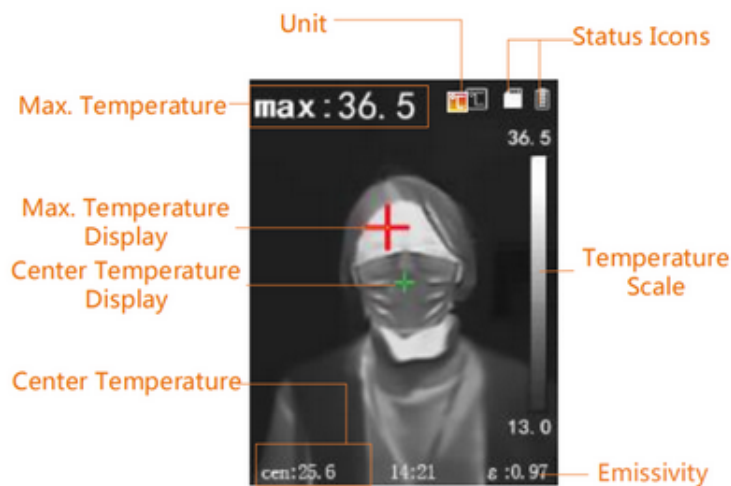 Unit
Status Icons
Max. Temperature
max:36.5
36.5
Max. Temperature
Display
Center Temperature
Display
Temperature
Scale
Center Temperature
13.0
cen:25.6 14:21 ε:0.97
Emissivity